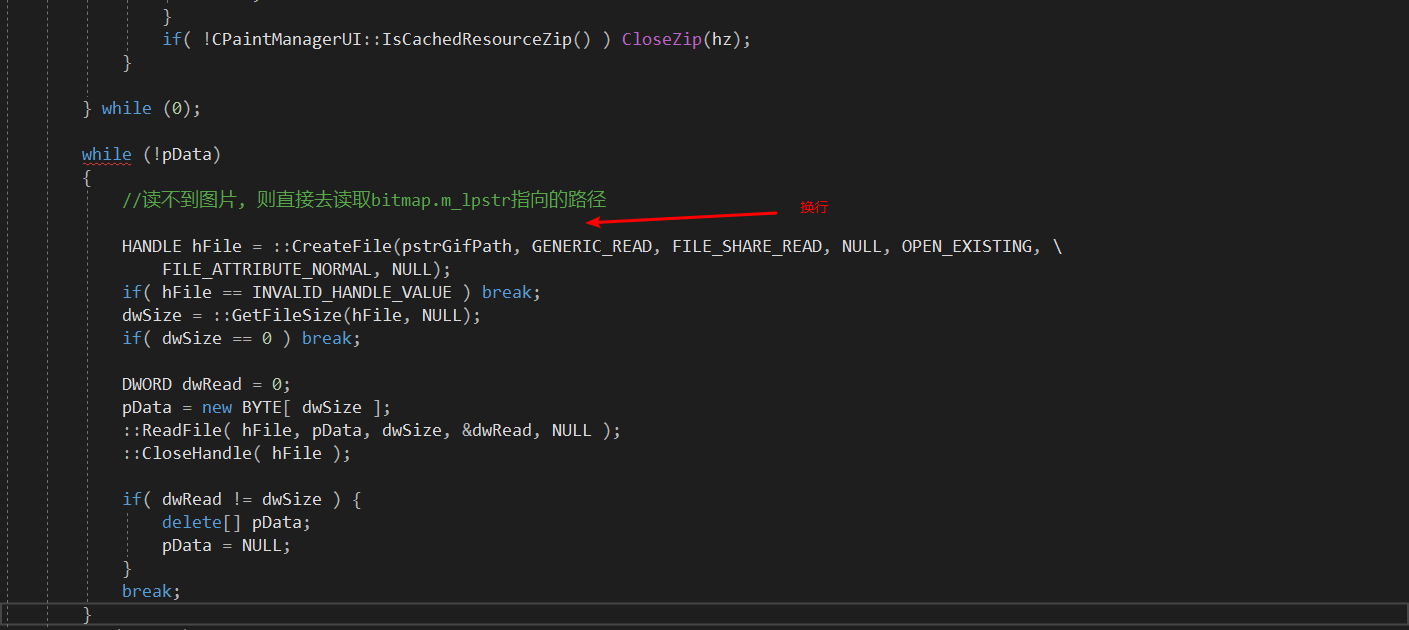 }
if( !CPaintManagerUI::IsCachedResourceZip() ) CloseZip(hz);
}
} while (0);
while (!pData)
{
//读不到图片, 则直接去读取bitmap.m_lpstr指向的路径
换行
HANDLE hFile = ::CreateFile(pstrGifPath, GENERIC_READ, FILE_SHARE_READ, NULL, OPEN_EXISTING, \
FILE_ATTRIBUTE_NORMAL, NULL);
if( hFile == INVALID_HANDLE_VALUE ) break;
dwSize = ::GetFileSize(hFile, NULL);
if( dwSize == 0 ) break;
DWORD dwRead = 0;
pData = new BYTE[ dwSize ];
::ReadFile( hFile, pData, dwSize, &dwRead, NULL );
::CloseHandle( hFile );
if( dwRead != dwSize ) {
delete[] pData;
pData = NULL;
}
break;
}